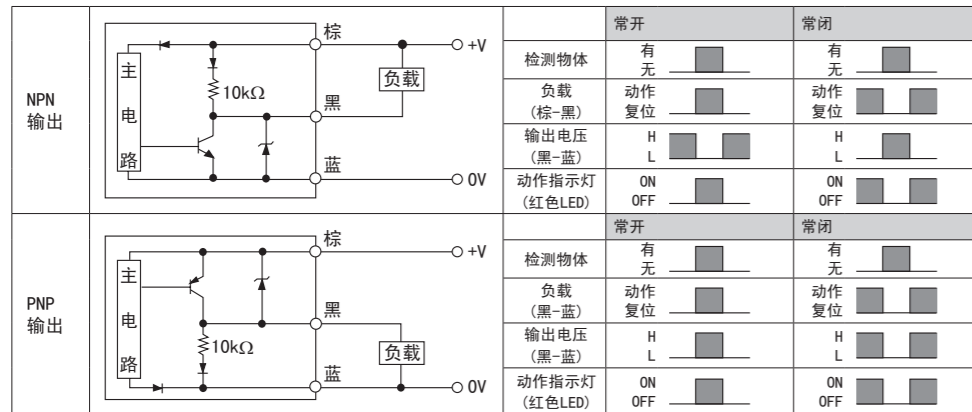 常开 常闭
NPN
输出
主
电
路
10kΩ
棕
黑
蓝
负载
+V
0V
检测物体 有 无 有 无
负载
(棕-黑) 动作 复位 动作 复位
输出电压
(黑-蓝) H L H L
动作指示灯
(红色LED) ON OFF ON OFF
常开 常闭
PNP
输出
主
电
路
10kΩ
棕
黑
蓝
负载
+V
0V
检测物体 有 无 有 无
负载
(黑-蓝) 动作 复位 动作 复位
输出电压
(黑-蓝) H L H L
动作指示灯
(红色LED) ON OFF ON OFF